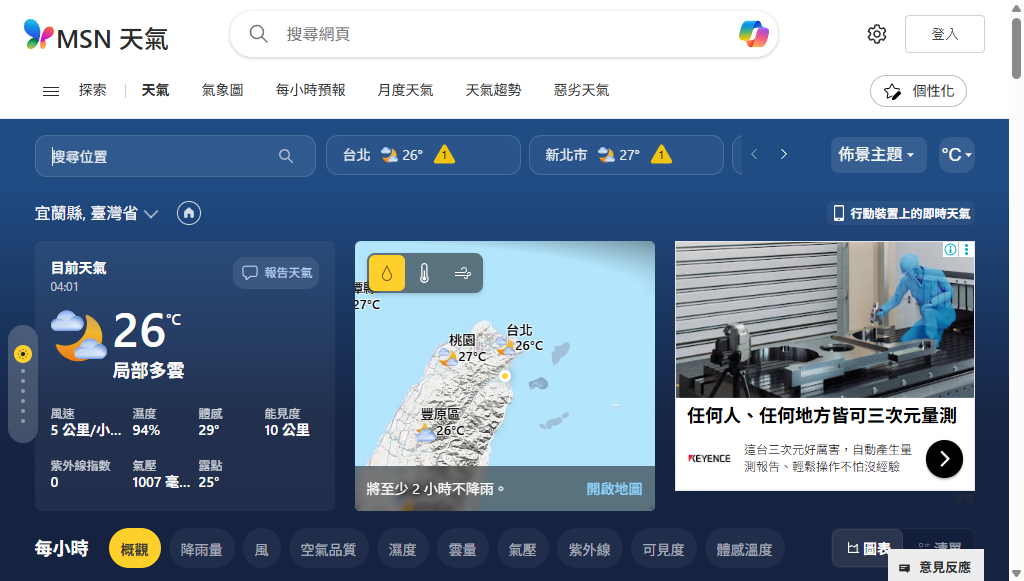 MSN 天氣
搜尋網頁
登入
探索
天氣
氣象圖
每小時預報
月度天氣
天氣趨勢
惡劣天氣
個性化
搜尋位置
台北 26° 1
新北市 27° 1
佈景主題
°C
宜蘭縣, 臺灣省
行動裝置上的即時天氣
目前天氣
04:01
報告天氣
26°C
局部多雲
風速
5 公里/小...
濕度
94%
體感
29°
能見度
10 公里
紫外線指數
0
氣壓
1007 毫...
露點
25°
27°C
桃園
27°C
台北
26°C
豐原區
26°C
將至少 2 小時不降雨。
開啟地圖
任何人、任何地方皆可三次元量測
KEYENCE
這台三次元好厲害，自動產生量
測報告、輕鬆操作不怕沒經驗
每小時
概觀
降雨量
風
空氣品質
濕度
雲量
氣壓
紫外線
可見度
體感溫度
圖表
意見反應